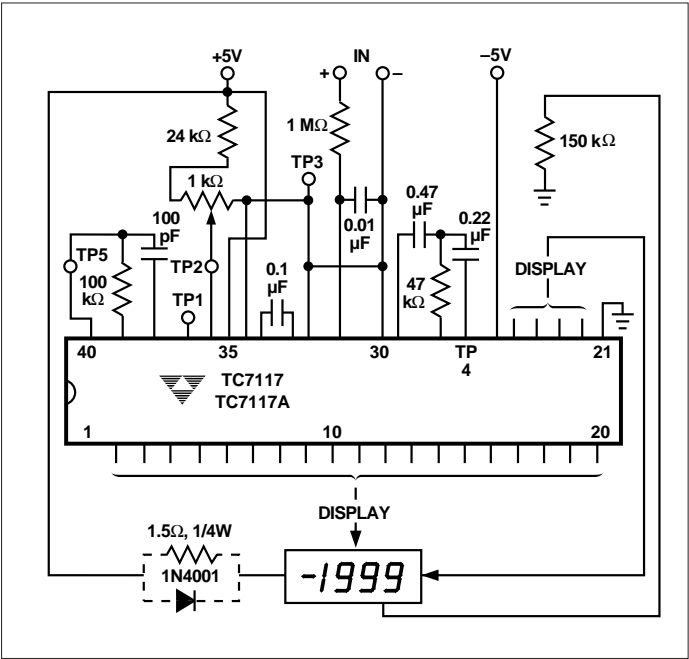 +5V
IN
–5V
+
–
24 kΩ
1 MΩ
150 kΩ
TP3
1 kΩ
0.47
µF
100
pF
0.01
µF
0.22
µF
TP5
100
kΩ
TP2
0.1
µF
47
kΩ
DISPLAY
TP1
40
35
30
TP
4
21
TC7117
TC7117A
1
10
20
DISPLAY
1.5Ω, 1/4W
1N4001
-1999